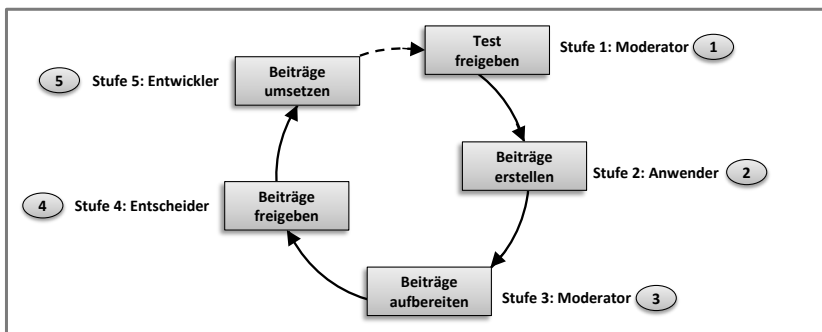 Test
freigeben
Stufe 1: Moderator
1
Beiträge
erstellen
Stufe 2: Anwender
2
Beiträge
aufbereiten
Stufe 3: Moderator
3
Beiträge
freigeben
4
Stufe 4: Entscheider
Beiträge
umsetzen
5
Stufe 5: Entwickler